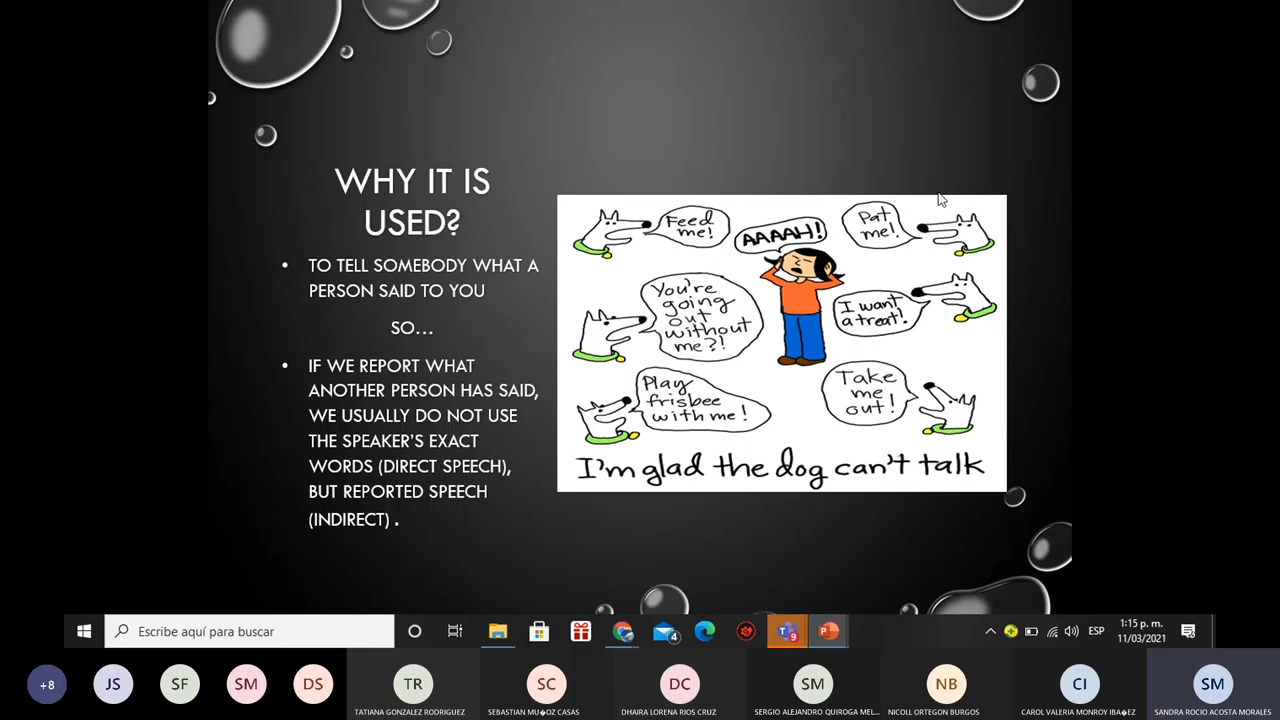 WHY IT IS
USED?
• TO TELL SOMEBODY WHAT A
PERSON SAID TO YOU
SO...
• IF WE REPORT WHAT
ANOTHER PERSON HAS SAID,
WE USUALLY DO NOT USE
THE SPEAKER'S EXACT
WORDS (DIRECT SPEECH),
BUT REPORTED SPEECH
(INDIRECT) .
Feed
me!
AAAAH!
Pat
me!
You're
going
out
without
me?!
I want
a treat!
Play
frisbee
with me!
Take
me
out!
I'm glad the dog can't talk
Escribe aquí para buscar
4
9
ESP
1:15 p. m.
11/03/2021
+8
JS
SF
SM
DS
TR
TATIANA GONZALEZ RODRIGUEZ
SC
SEBASTIAN MU�OZ CASAS
DC
DHAIRA LORENA RIOS CRUZ
SM
SERGIO ALEJANDRO QUIROGA MEL...
NB
NICOLL ORTEGON BURGOS
CI
CAROL VALERIA MONROY IBA�EZ
SM
SANDRA ROCIO ACOSTA MORALES